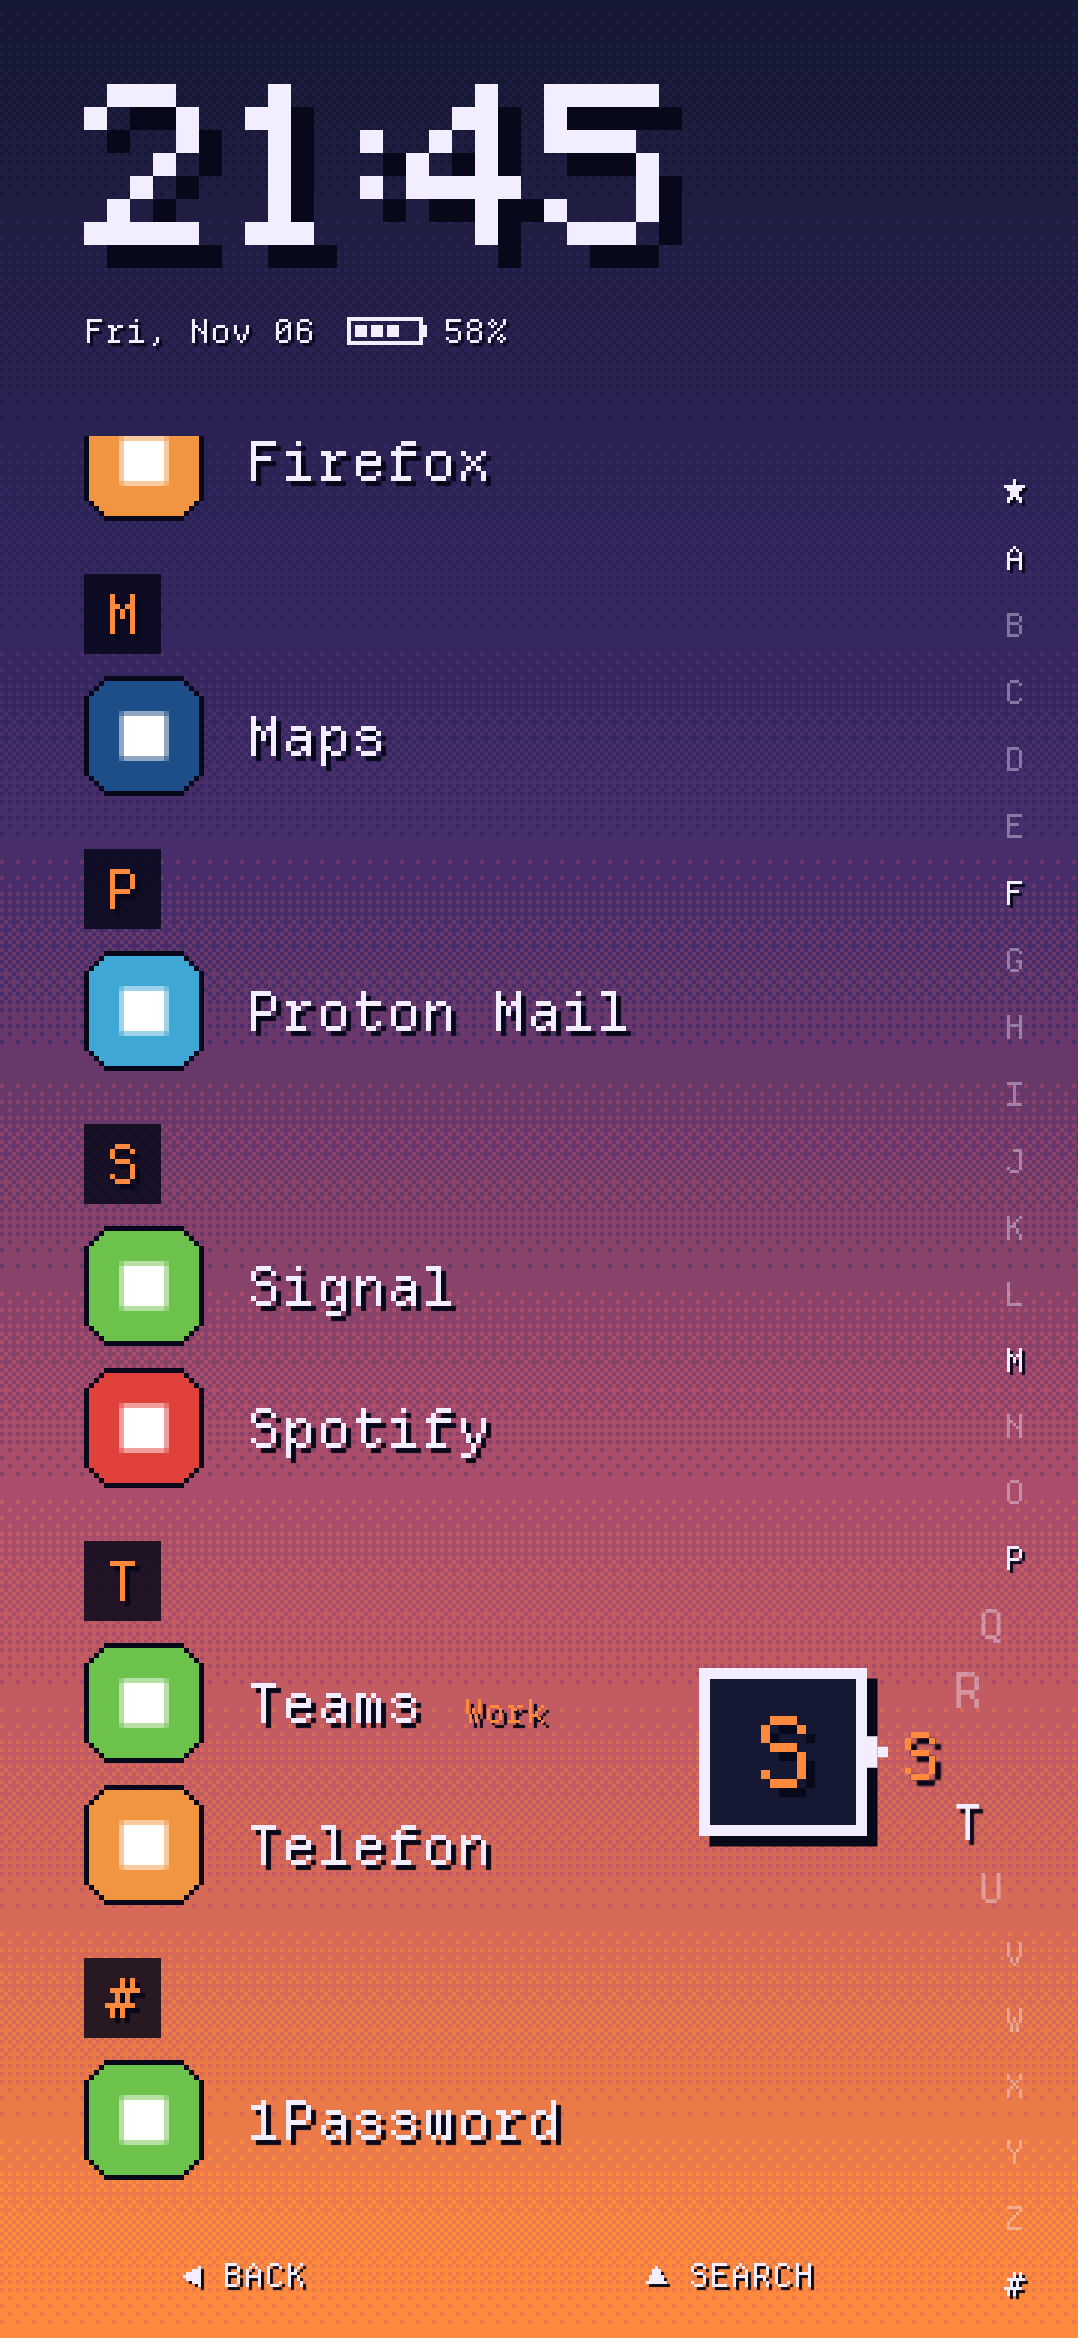 21:45
Fri, Nov 06 58%
Firefox
★
A
M
B
C
Maps
D
E
P
F
G
Proton Mail
H
I
S
J
K
Signal
L
M
Spotify
N
O
T
P
Q
R
Teams Work
S S
T
Telefon
U
V
#
W
X
1Password
Y
Z
◀ BACK ▲ SEARCH #